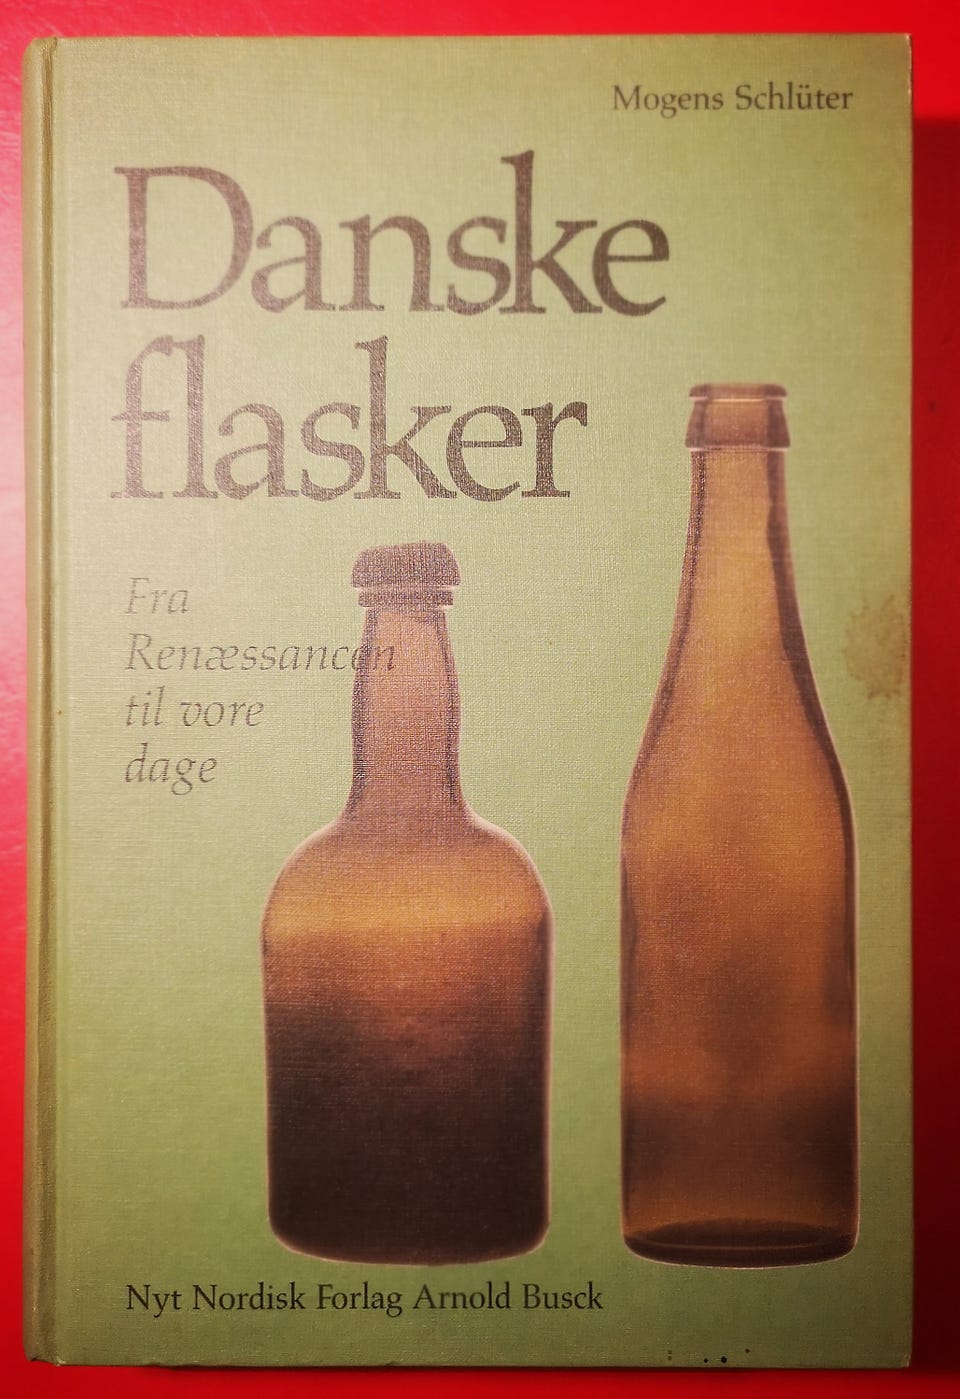 Mogens Schlüter
Danske
flasker
Fra
Renæssancen
til vore
dage
Nyt Nordisk Forlag Arnold Busck